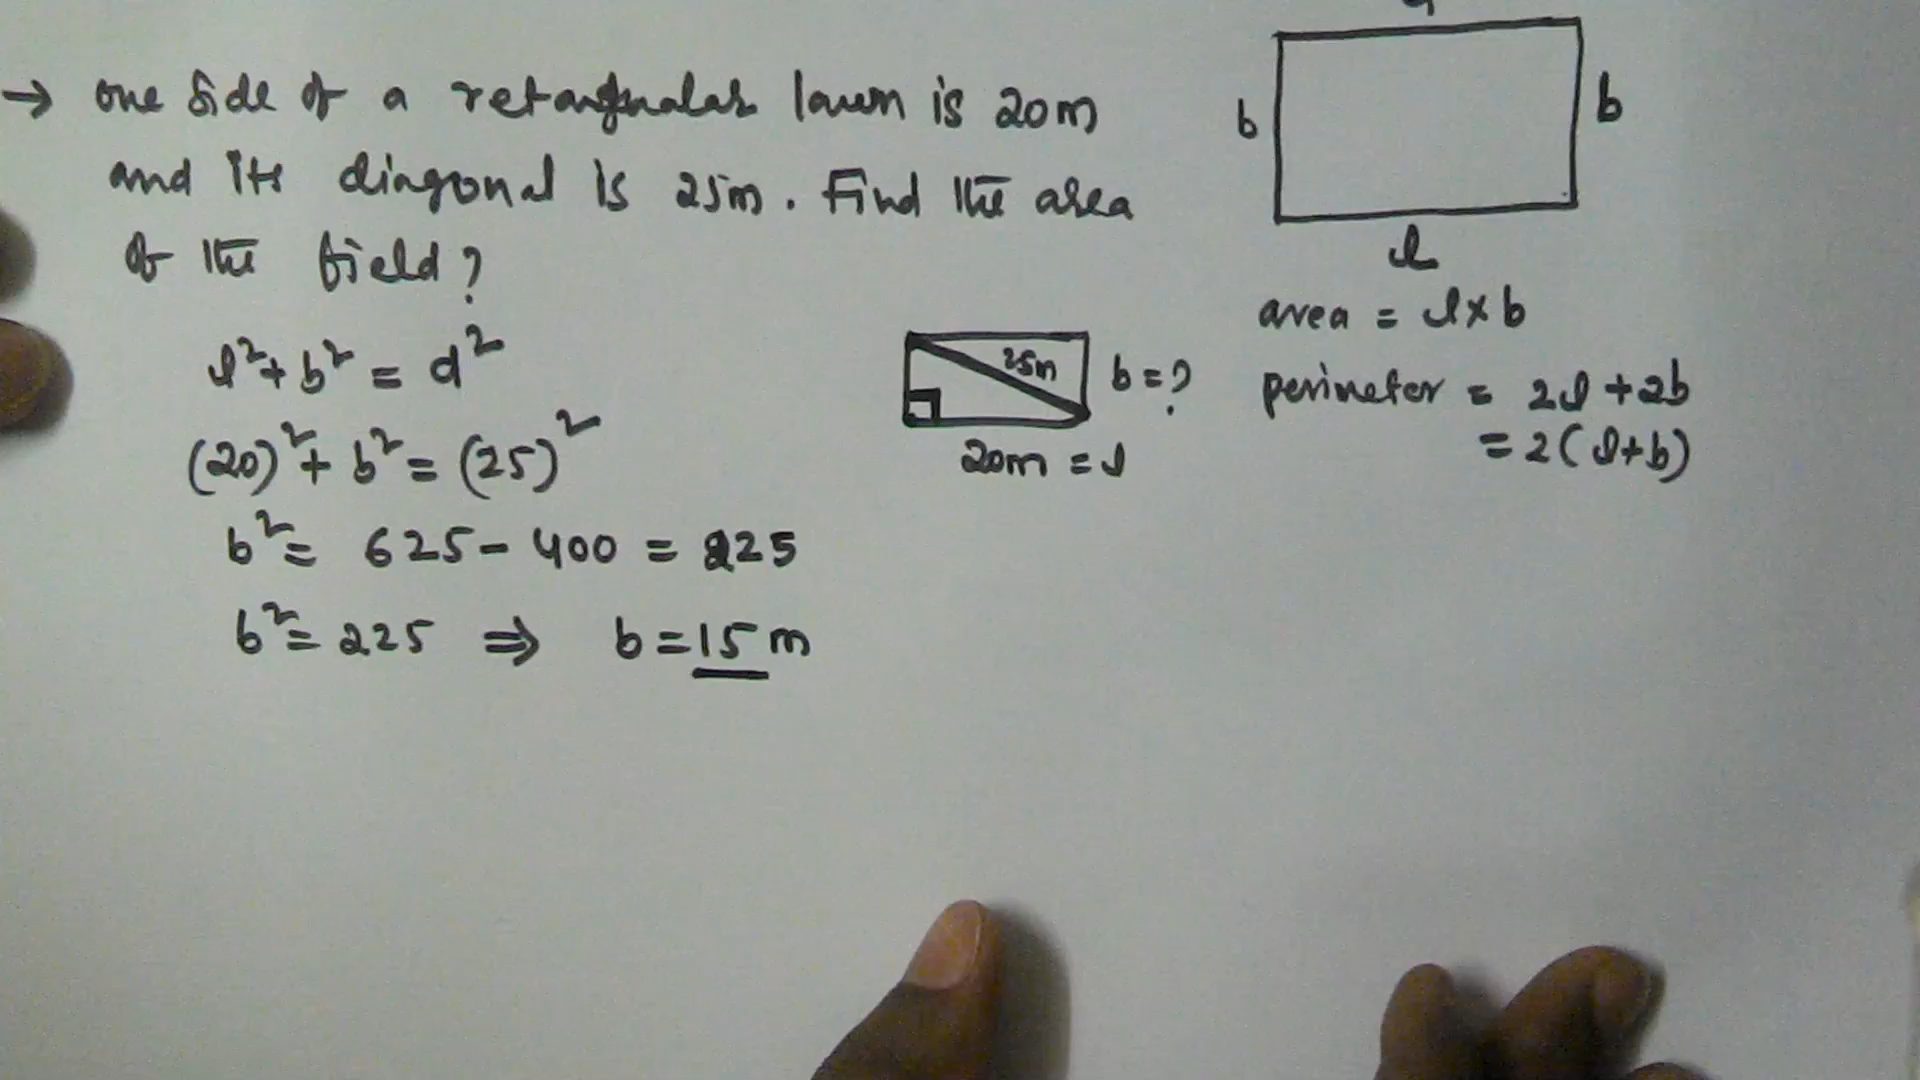 → one side of a retangular lawn is 20m
and its diagonal is 25m. Find the area
of the field?
l² + b² = d²
(20)² + b² = (25)²
b² = 625 - 400 = 225
b² = 225 ⇒ b = 15 m
25m
b = ?
20m = l
b
b
l
area = l × b
perimeter = 2l + 2b
= 2(l+b)